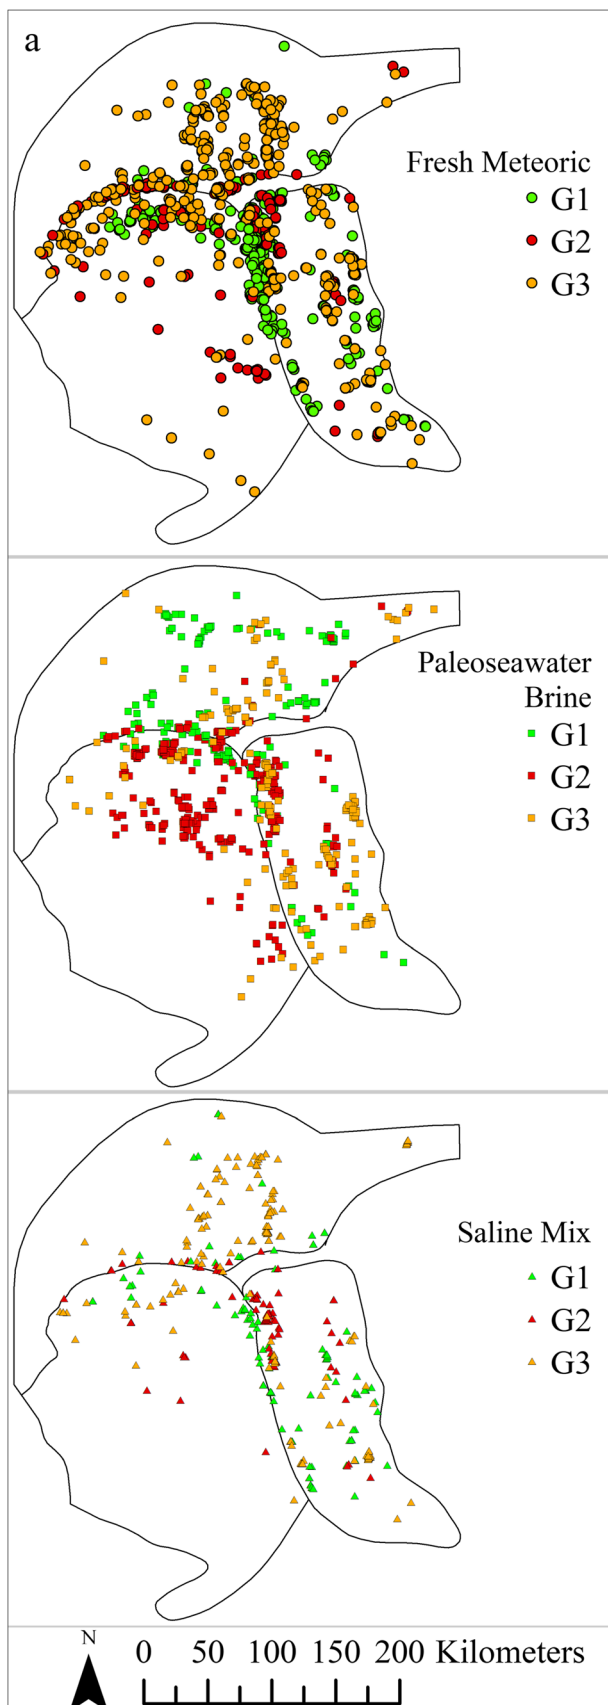 a
Fresh Meteoric
G1
G2
G3
Paleoseawater
Brine
G1
G2
G3
Saline Mix
G1
G2
G3
N
0 50 100 150 200 Kilometers